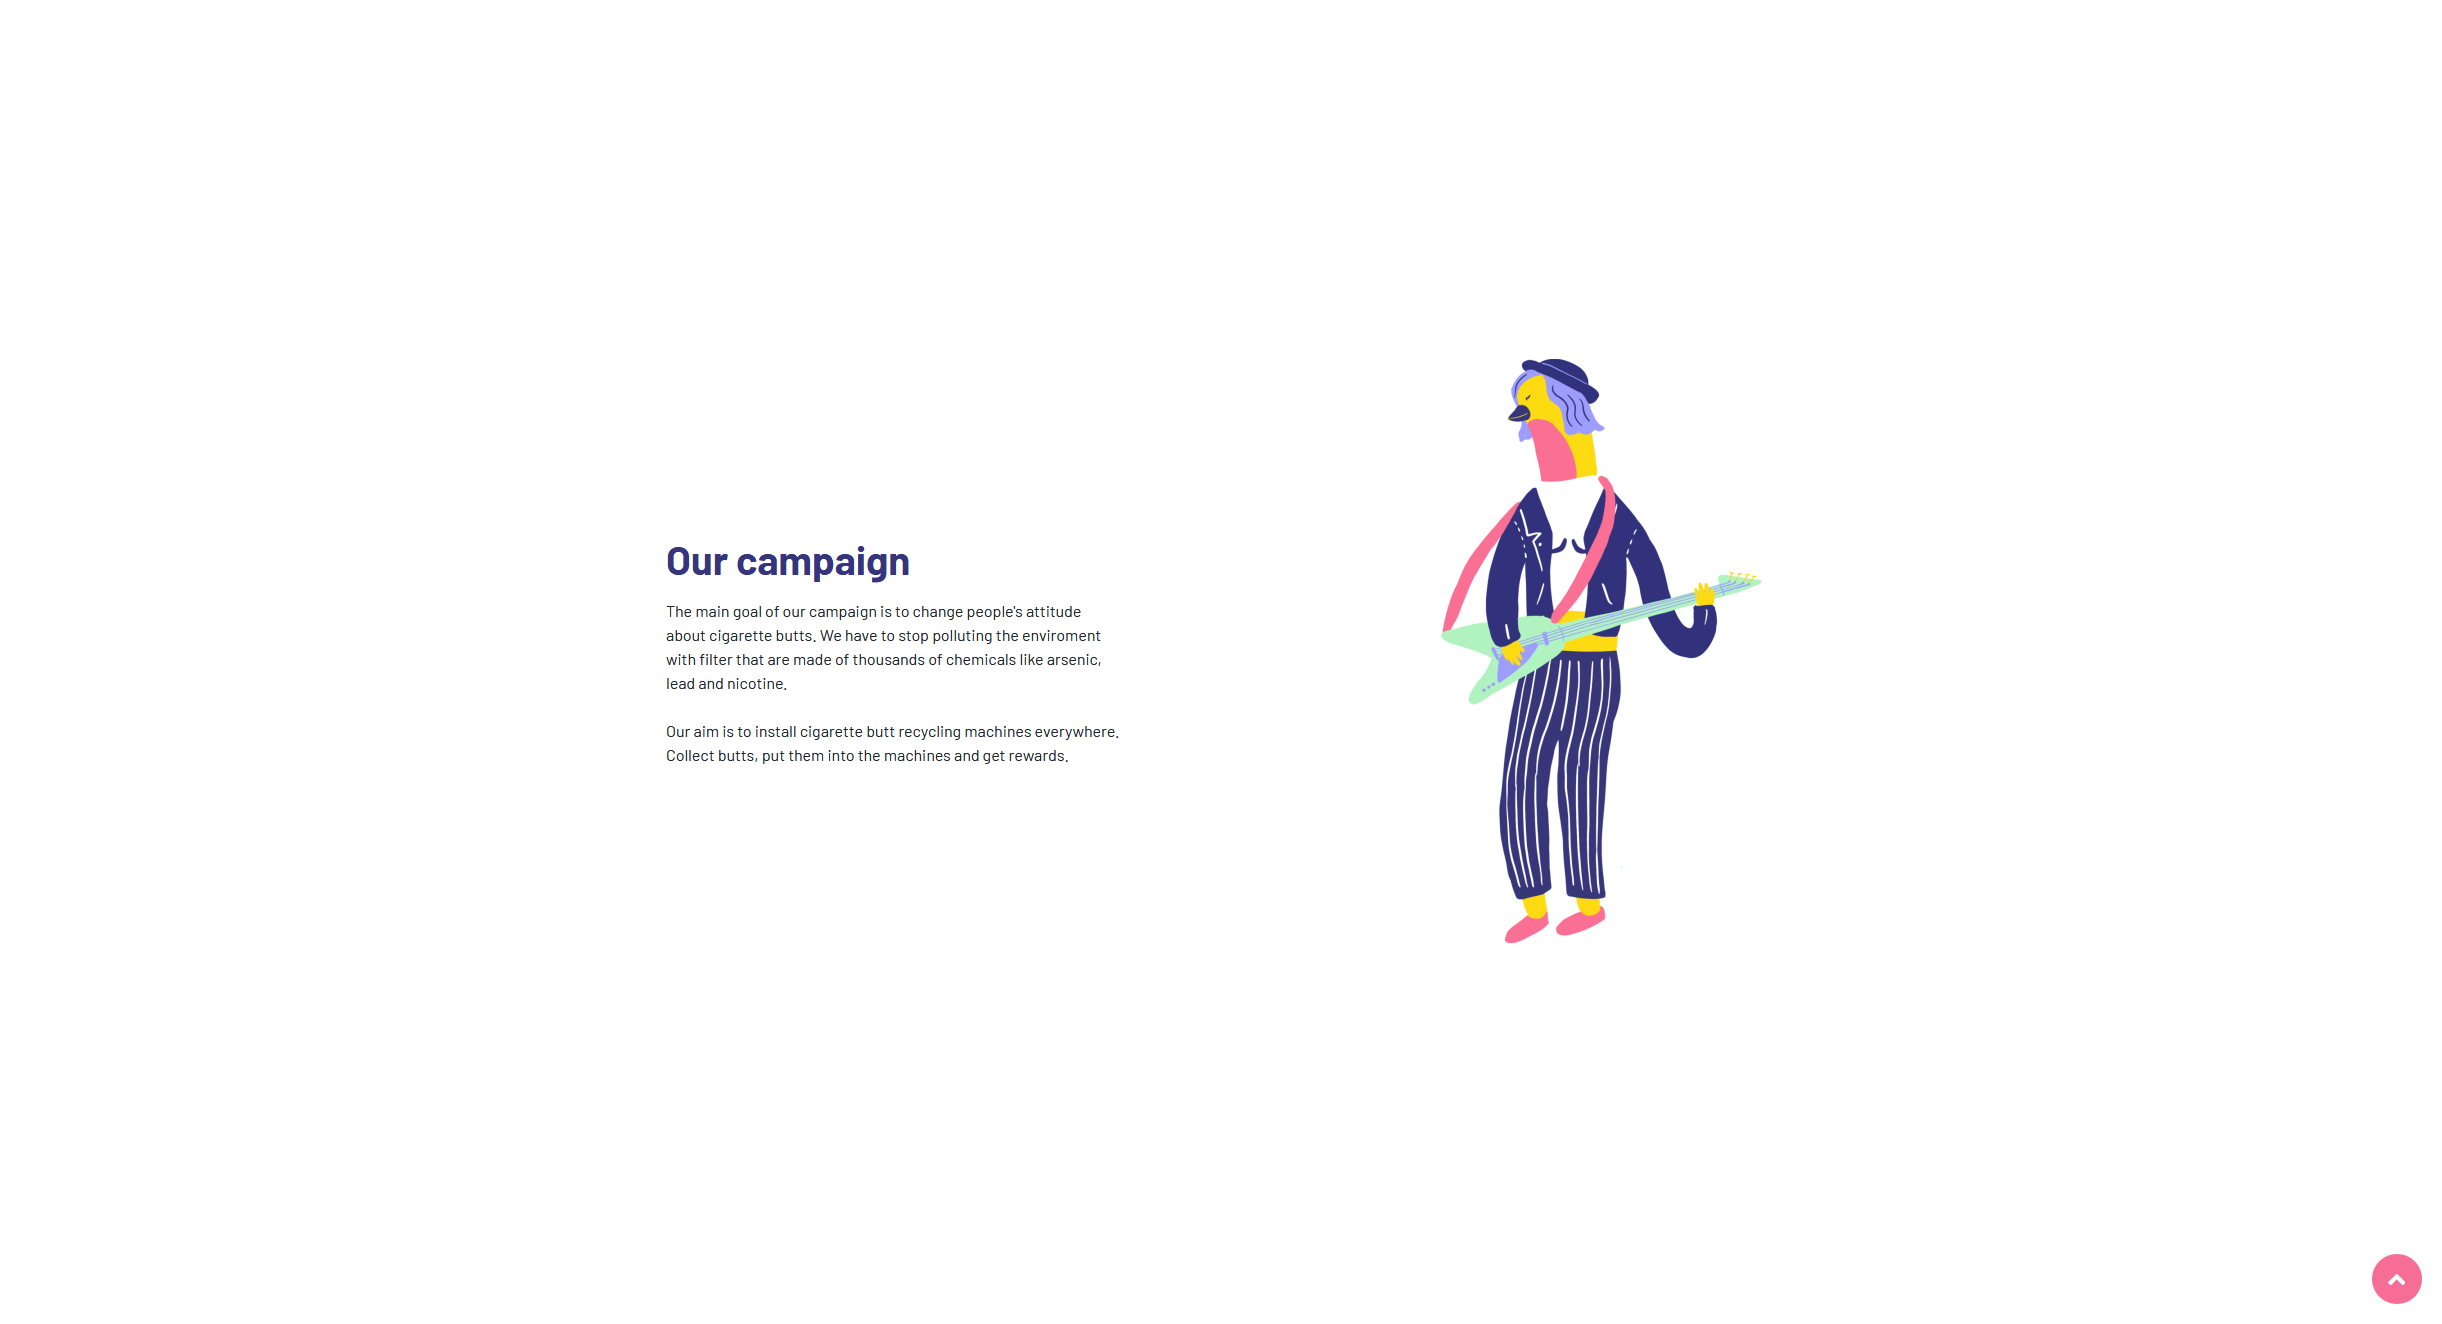 Our campaign
The main goal of our campaign is to change people's attitude
about cigarette butts. We have to stop polluting the enviroment
with filter that are made of thousands of chemicals like arsenic,
lead and nicotine.
Our aim is to install cigarette butt recycling machines everywhere.
Collect butts, put them into the machines and get rewards.